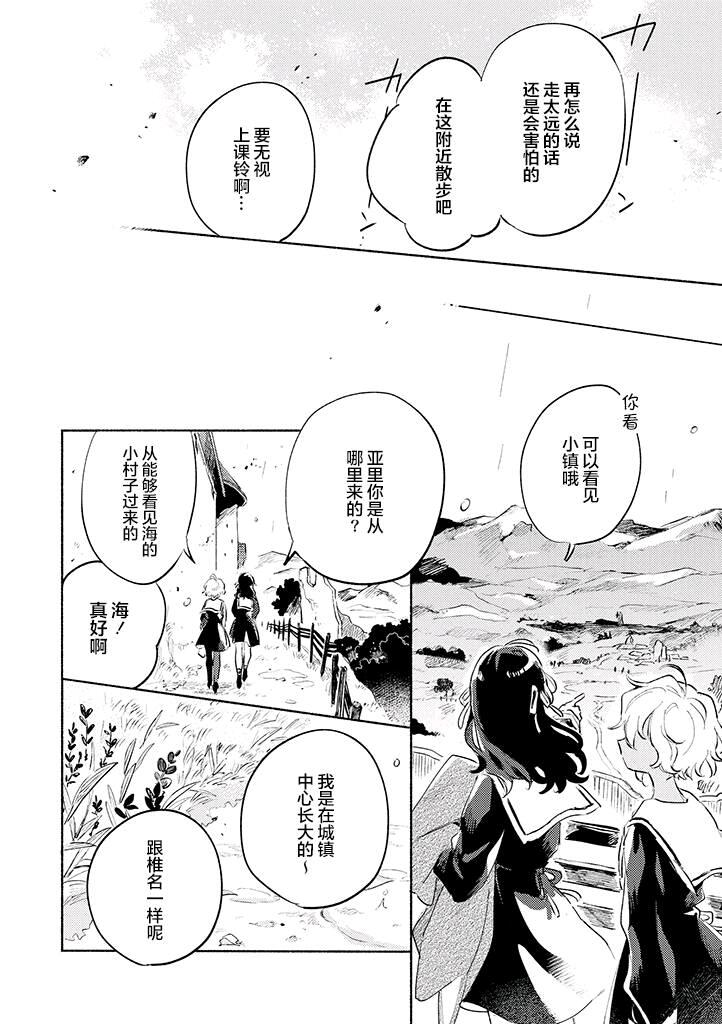 再怎么说
走太远的话
还是会害怕的
在这附近散步吧
要无视
上课铃啊…
你看
可以看见
小镇哦
亚里你是从
哪里来的？
从能够看见海的
小村子过来的
海！
真好啊
我是在城镇
中心长大的～
跟椎名一样呢